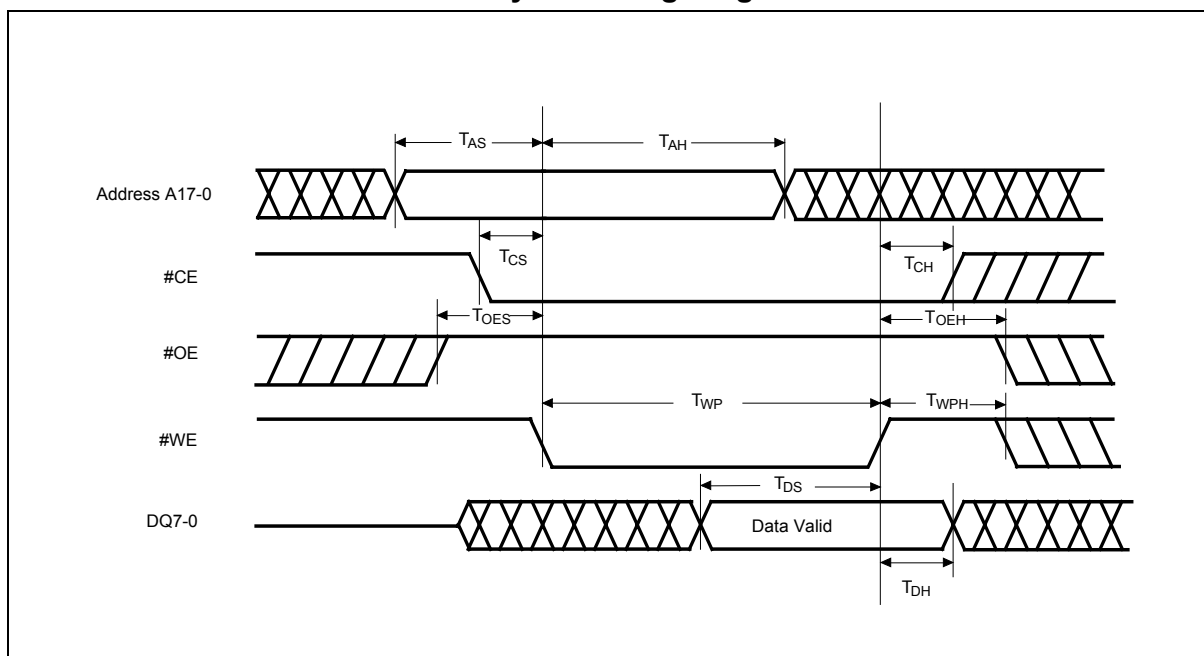 TAS
TAH
Address A17-0
TCS
TCH
#CE
TOES
TOEH
#OE
TWP
TWPH
#WE
TDS
DQ7-0
Data Valid
TDH